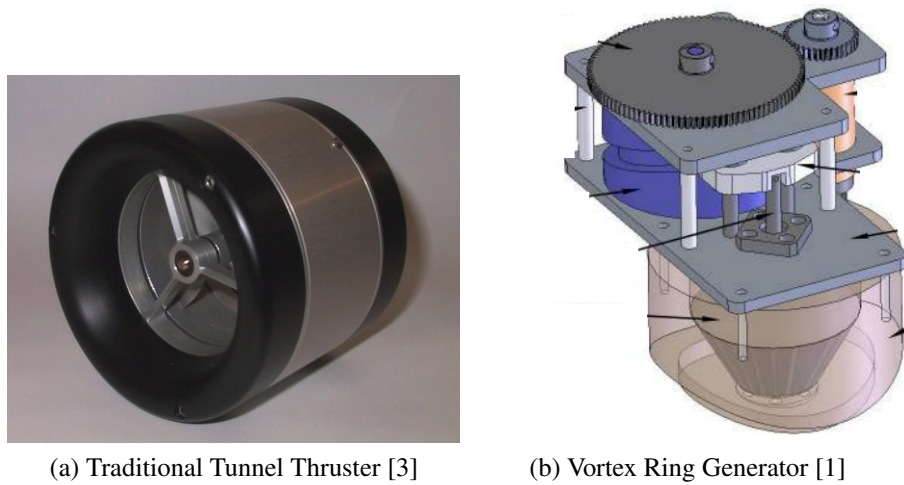 (a) Traditional Tunnel Thruster [3]
(b) Vortex Ring Generator [1]